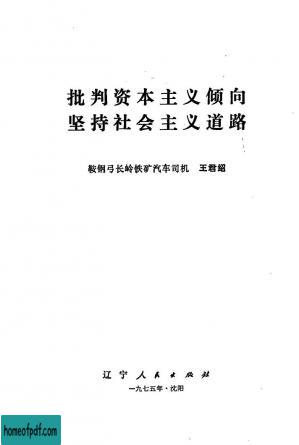 批判资本主义倾向
坚持社会主义道路
鞍钢弓长岭铁矿汽车司机 王君绍
辽宁人民出版社
一九七五年·沈阳
homeofpdf.com